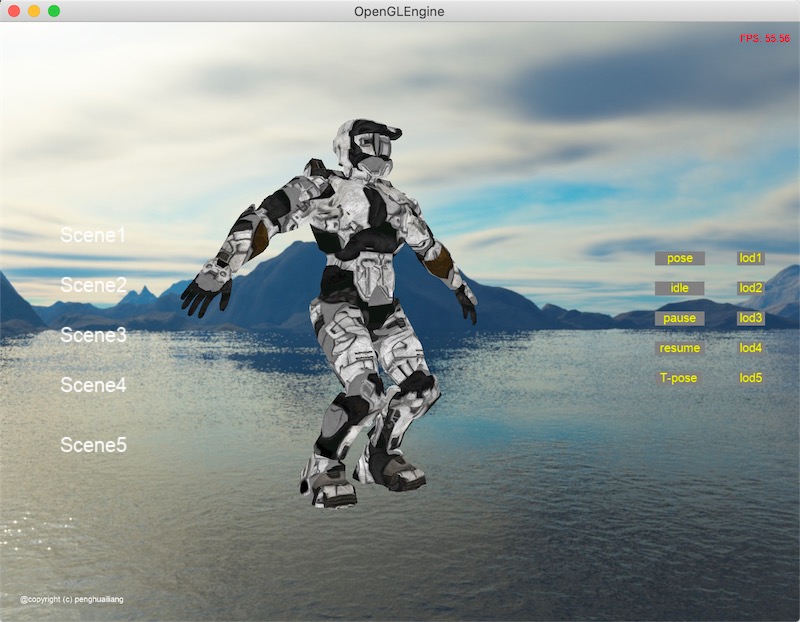 OpenGLEngine
FPS: 55.56
Scene1
Scene2
Scene3
Scene4
Scene5
pose lod1
idle lod2
pause lod3
resume lod4
T-pose lod5
@copyright (c) penghuailiang